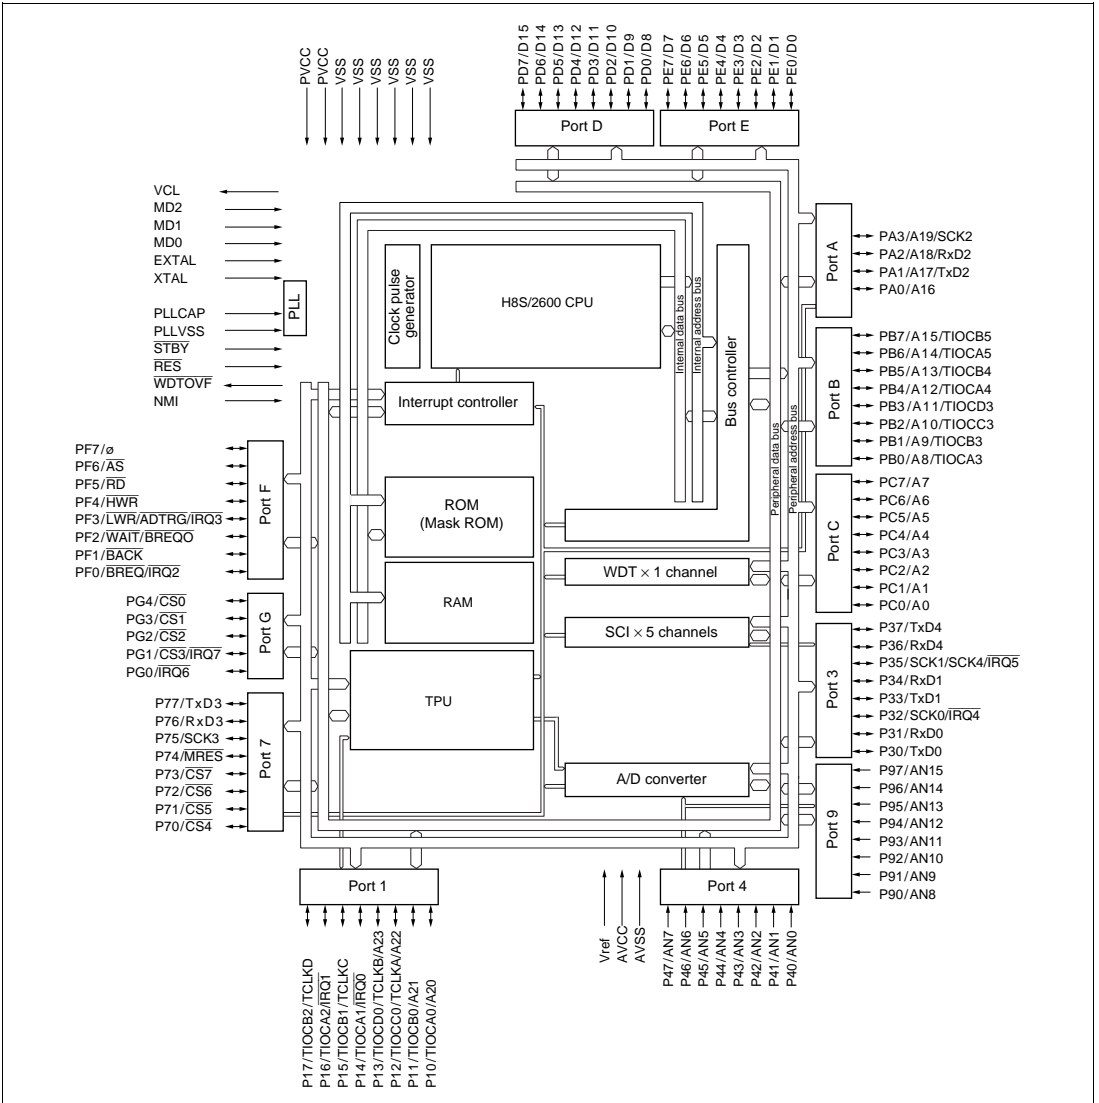 PVCC
PVCC
VSS
VSS
VSS
VSS
VSS
VSS
PD7/D15
PD6/D14
PD5/D13
PD4/D12
PD3/D11
PD2/D10
PD1/D9
PD0/D8
PE7/D7
PE6/D6
PE5/D5
PE4/D4
PE3/D3
PE2/D2
PE1/D1
PE0/D0
Port D
Port E
VCL
MD2
MD1
MD0
EXTAL
XTAL
PLLCAP
PLLVSS
STBY
RES
WDTOVF
NMI
PLL
Clock pulse
generator
H8S/2600 CPU
Internal data bus
Internal address bus
Bus controller
Peripheral data bus
Peripheral address bus
Interrupt controller
ROM
(Mask ROM)
RAM
TPU
WDT × 1 channel
SCI × 5 channels
A/D converter
Port A
PA3/A19/SCK2
PA2/A18/RxD2
PA1/A17/TxD2
PA0/A16
Port B
PB7/A15/TIOCB5
PB6/A14/TIOCA5
PB5/A13/TIOCB4
PB4/A12/TIOCA4
PB3/A11/TIOCD3
PB2/A10/TIOCC3
PB1/A9/TIOCB3
PB0/A8/TIOCA3
Port C
PC7/A7
PC6/A6
PC5/A5
PC4/A4
PC3/A3
PC2/A2
PC1/A1
PC0/A0
Port 3
P37/TxD4
P36/RxD4
P35/SCK1/SCK4/IRQ5
P34/RxD1
P33/TxD1
P32/SCK0/IRQ4
P31/RxD0
P30/TxD0
Port 9
P97/AN15
P96/AN14
P95/AN13
P94/AN12
P93/AN11
P92/AN10
P91/AN9
P90/AN8
PF7/ø
PF6/AS
PF5/RD
PF4/HWR
PF3/LWR/ADTRG/IRQ3
PF2/WAIT/BREQO
PF1/BACK
PF0/BREQ/IRQ2
Port F
PG4/CS0
PG3/CS1
PG2/CS2
PG1/CS3/IRQ7
PG0/IRQ6
Port G
P77/TxD3
P76/RxD3
P75/SCK3
P74/MRES
P73/CS7
P72/CS6
P71/CS5
P70/CS4
Port 7
Port 1
Port 4
P17/TIOCB2/TCLKD
P16/TIOCA2/IRQ1
P15/TIOCB1/TCLKC
P14/TIOCA1/IRQ0
P13/TIOCD0/TCLKB/A23
P12/TIOCC0/TCLKA/A22
P11/TIOCB0/A21
P10/TIOCA0/A20
Vref
AVCC
AVSS
P47/AN7
P46/AN6
P45/AN5
P44/AN4
P43/AN3
P42/AN2
P41/AN1
P40/AN0